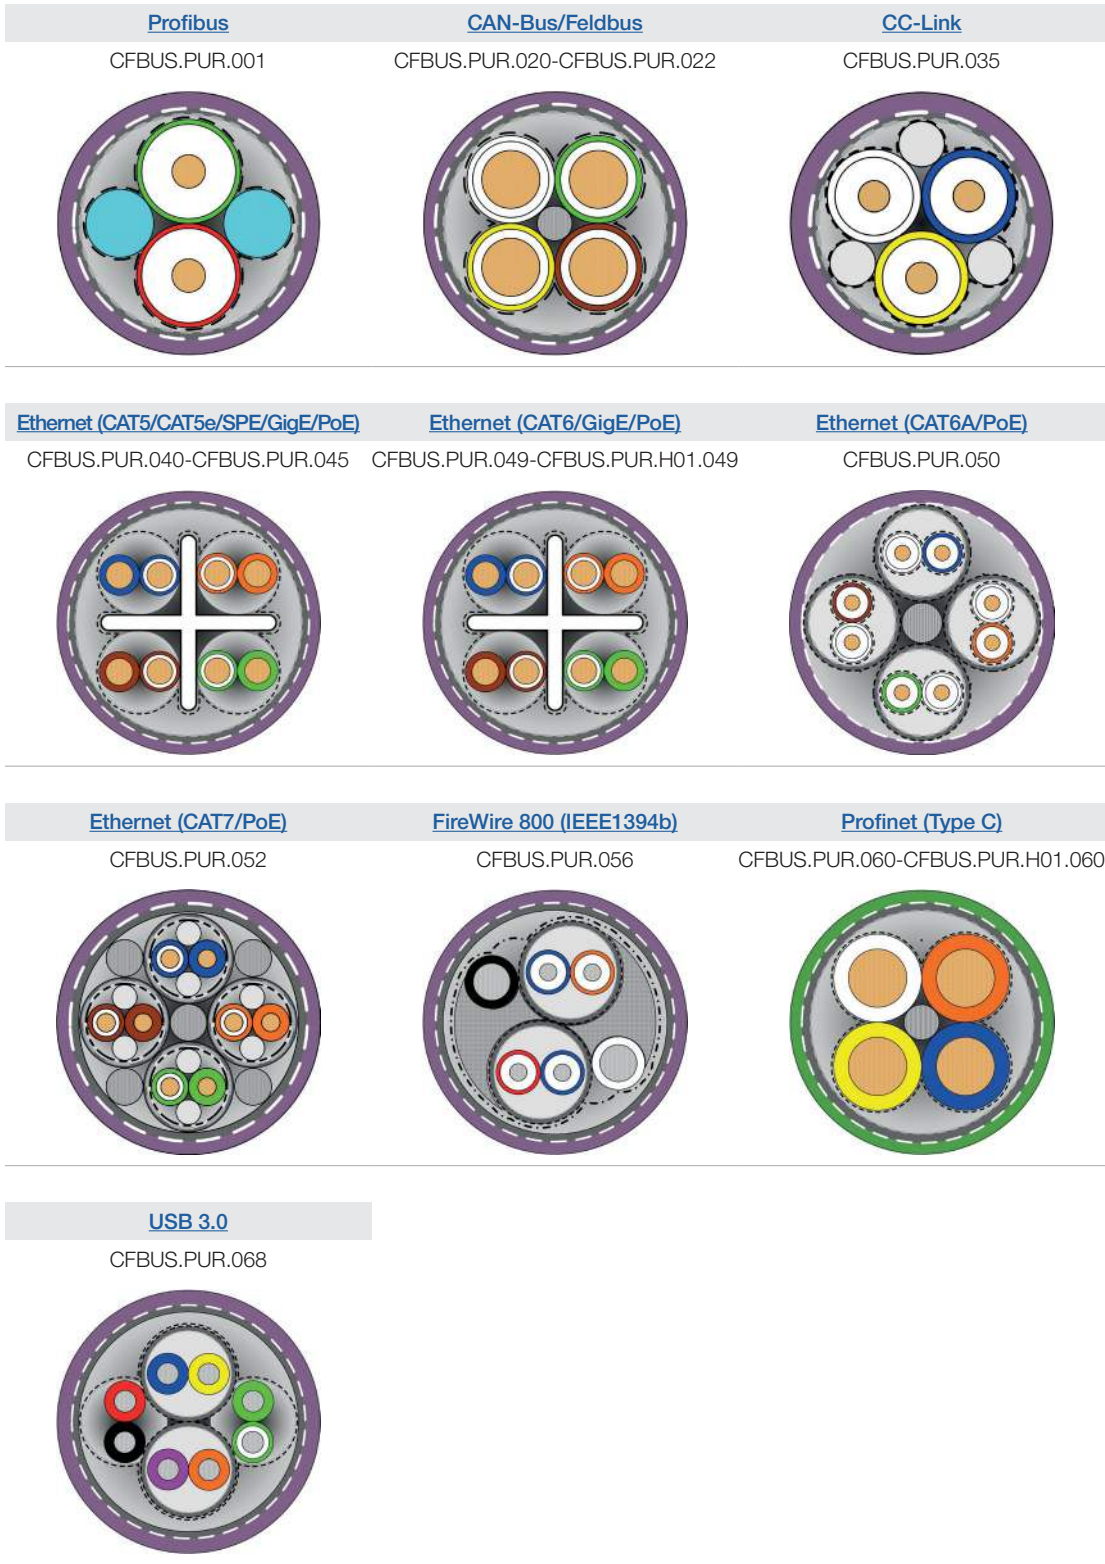 Profibus
CAN-Bus/Feldbus
CC-Link
CFBUS.PUR.001
CFBUS.PUR.020-CFBUS.PUR.022
CFBUS.PUR.035
Ethernet (CAT5/CAT5e/SPE/GigE/PoE)
Ethernet (CAT6/GigE/PoE)
Ethernet (CAT6A/PoE)
CFBUS.PUR.040-CFBUS.PUR.045
CFBUS.PUR.049-CFBUS.PUR.H01.049
CFBUS.PUR.050
Ethernet (CAT7/PoE)
FireWire 800 (IEEE1394b)
Profinet (Type C)
CFBUS.PUR.052
CFBUS.PUR.056
CFBUS.PUR.060-CFBUS.PUR.H01.060
USB 3.0
CFBUS.PUR.068